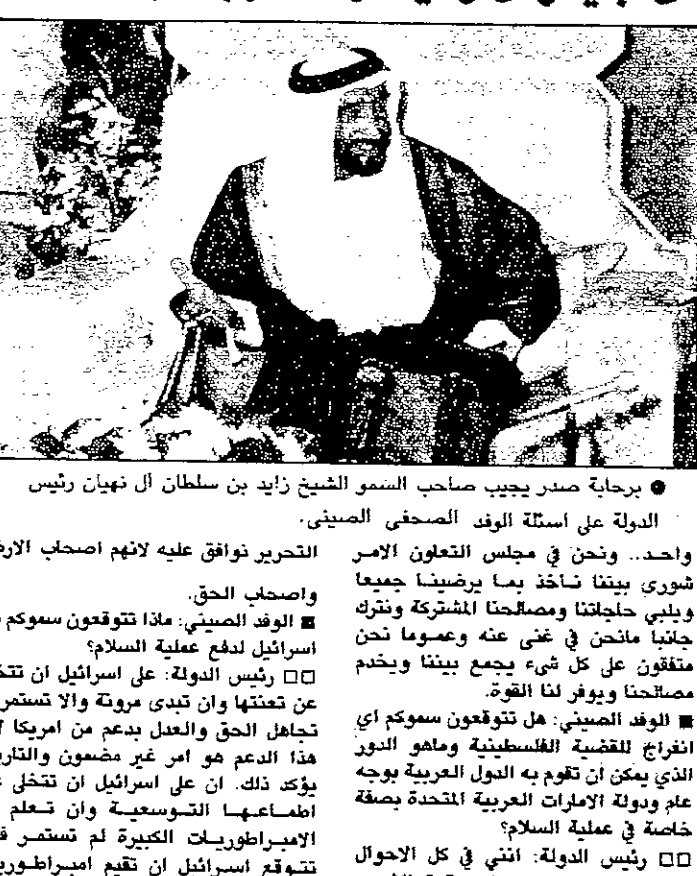 ● برحابة صدر يجيب صاحب السمو الشيخ زايد بن سلطان آل نهيان رئيس
الدولة على اسئلة الوفد الصحفي الصيني.
واحد.. ونحن في مجلس التعاون الامر
شورى بيننا نأخذ بما يرضينا جميعا
ويلبي حاجاتنا ومصالحنا المشتركة ونترك
جانبا مانحن في غنى عنه وعموما نحن
متفقون على كل شيء يجمع بيننا ويخدم
مصالحنا ويوفر لنا القوة.
■ الوفد الصيني: هل تتوقعون سموكم اي
انفراج للقضية الفلسطينية وماهو الدور
الذي يمكن ان تقوم به الدول العربية بوجه
عام ودولة الامارات العربية المتحدة بصفة
خاصة في عملية السلام؟
□□ رئيس الدولة: انني في كل الاحوال
التحرير نوافق عليه لانهم اصحاب الارض
واصحاب الحق.
■ الوفد الصيني: ماذا تتوقعون سموكم
اسرائيل لدفع عملية السلام؟
□□ رئيس الدولة: على اسرائيل ان
عن تعنتها وان تبدي مرونة والا تستمر
تجاهل الحق والعدل بدعم من امريكا
هذا الدعم هو امر غير مضمون
يؤكد ذلك. ان على اسرائيل ان تتخلى
اطماعها التوسعية وان تعلم
الامبراطوريات الكبيرة لم تستمر
تتوقع اسرائيل ان تقيم